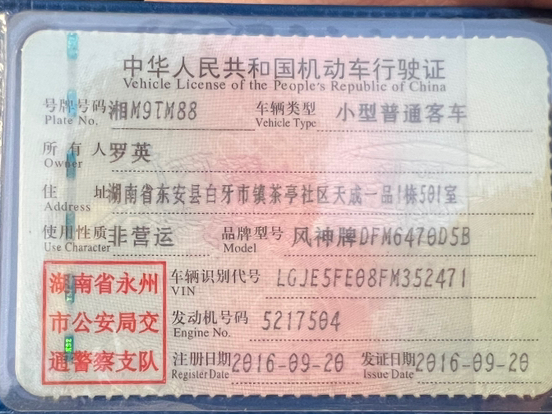 中华人民共和国机动车行驶证
Vehicle License of the People's Republic of China
号牌号码 湘M9TM88 车辆类型 小型普通客车
Plate No. Vehicle Type
所有人 罗英
Owner
住址 湖南省东安县白牙市镇茶亭社区天成一品1栋501室
Address
使用性质 非营运 品牌型号 风神牌DFM6470D5B
Use Character Model
湖南省永州
市公安局交
通警察支队
车辆识别代号 LGJE5FE08FM352471
VIN
发动机号码 5217504
Engine No.
注册日期 2016-09-20 发证日期 2016-09-20
Register Date Issue Date